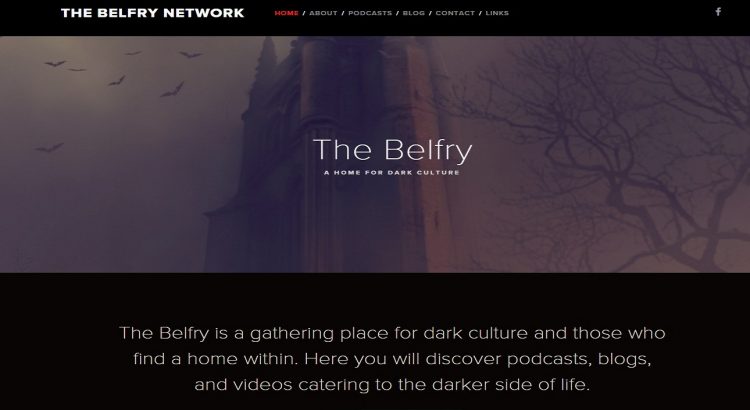 THE BELFRY NETWORK
HOME / ABOUT / PODCASTS / BLOG / CONTACT / LINKS
f
The Belfry
A HOME FOR DARK CULTURE
The Belfry is a gathering place for dark culture and those who
find a home within. Here you will discover podcasts, blogs,
and videos catering to the darker side of life.